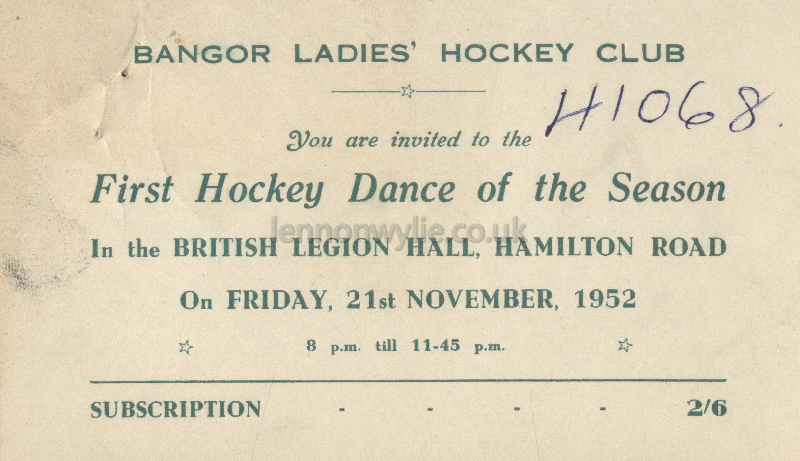 BANGOR LADIES' HOCKEY CLUB
H1068.
You are invited to the
First Hockey Dance of the Season
lennonwylie.co.uk
In the BRITISH LEGION HALL, HAMILTON ROAD
On FRIDAY, 21st NOVEMBER, 1952
8 p.m. till 11-45 p.m.
SUBSCRIPTION - - - - 2/6